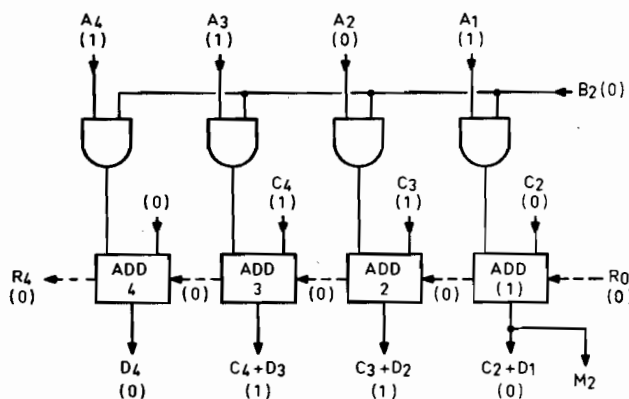 A4 A3 A2 A1
(1) (1) (0) (1)
B2 (0)
C4 C3 C2
(0) (1) (1) (0)
R4 ADD ADD ADD ADD R0
(0) 4 (0) 3 (0) 2 (0) (1) (0)
D4 C4+D3 C3+D2 C2+D1 M2
(0) (1) (1) (0)